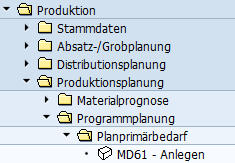 Produktion
Stammdaten
Absatz-/Grobplanung
Distributionsplanung
Produktionsplanung
Materialprognose
Programmplanung
Planprimärbedarf
MD61 - Anlegen